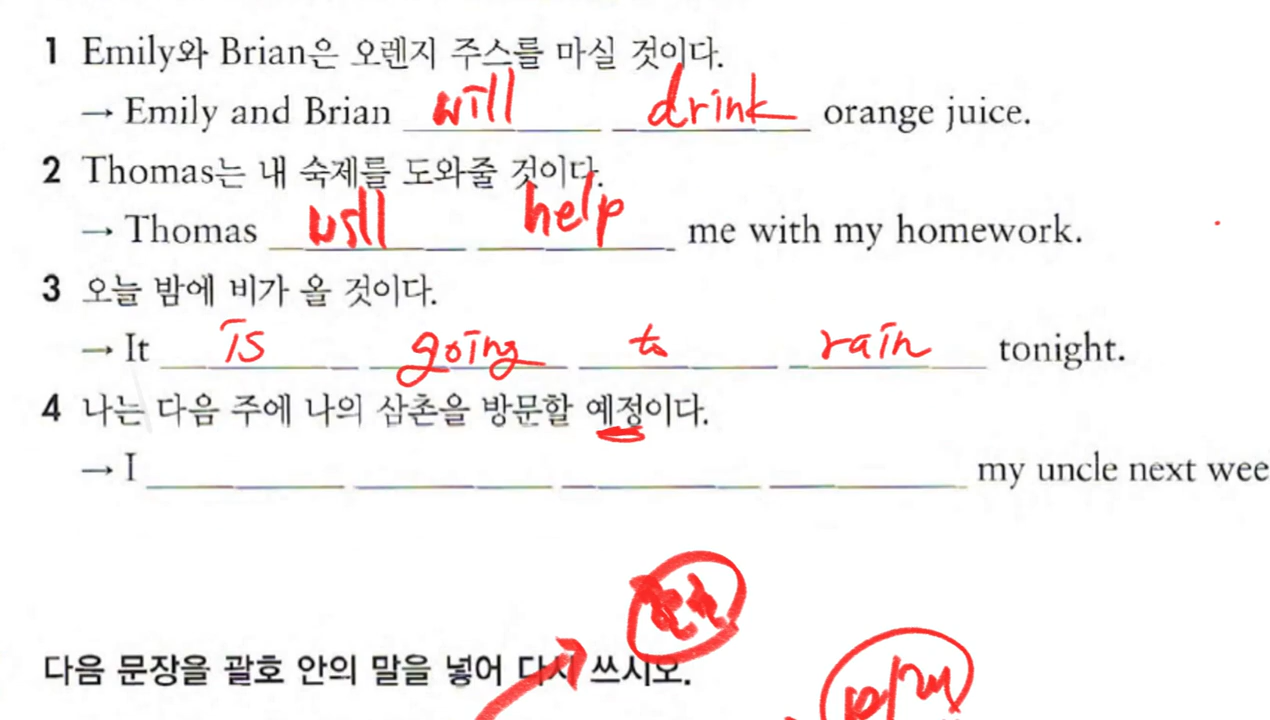 1 Emily와 Brian은 오렌지 주스를 마실 것이다.
→ Emily and Brian will drink orange juice.
2 Thomas는 내 숙제를 도와줄 것이다.
→ Thomas will help me with my homework.
3 오늘 밤에 비가 올 것이다.
→ It is going to rain tonight.
4 나는 다음 주에 나의 삼촌을 방문할 예정이다.
→ I my uncle next wee
다음 문장을 괄호 안의 말을 넣어 다시 쓰시오.